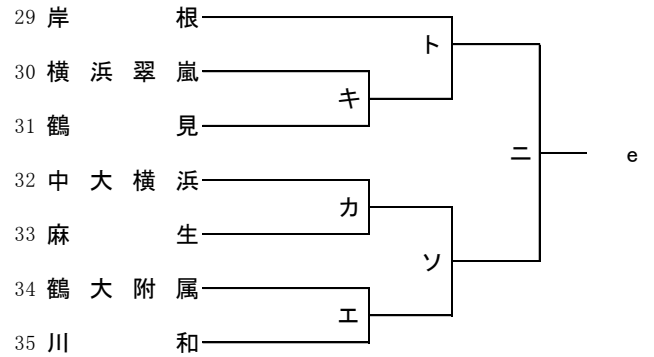 29 岸根
ト
30 横浜翠嵐
キ
31 鶴見
ニ e
32 中大横浜
カ
33 麻生
ソ
34 鶴大附属
エ
35 川和